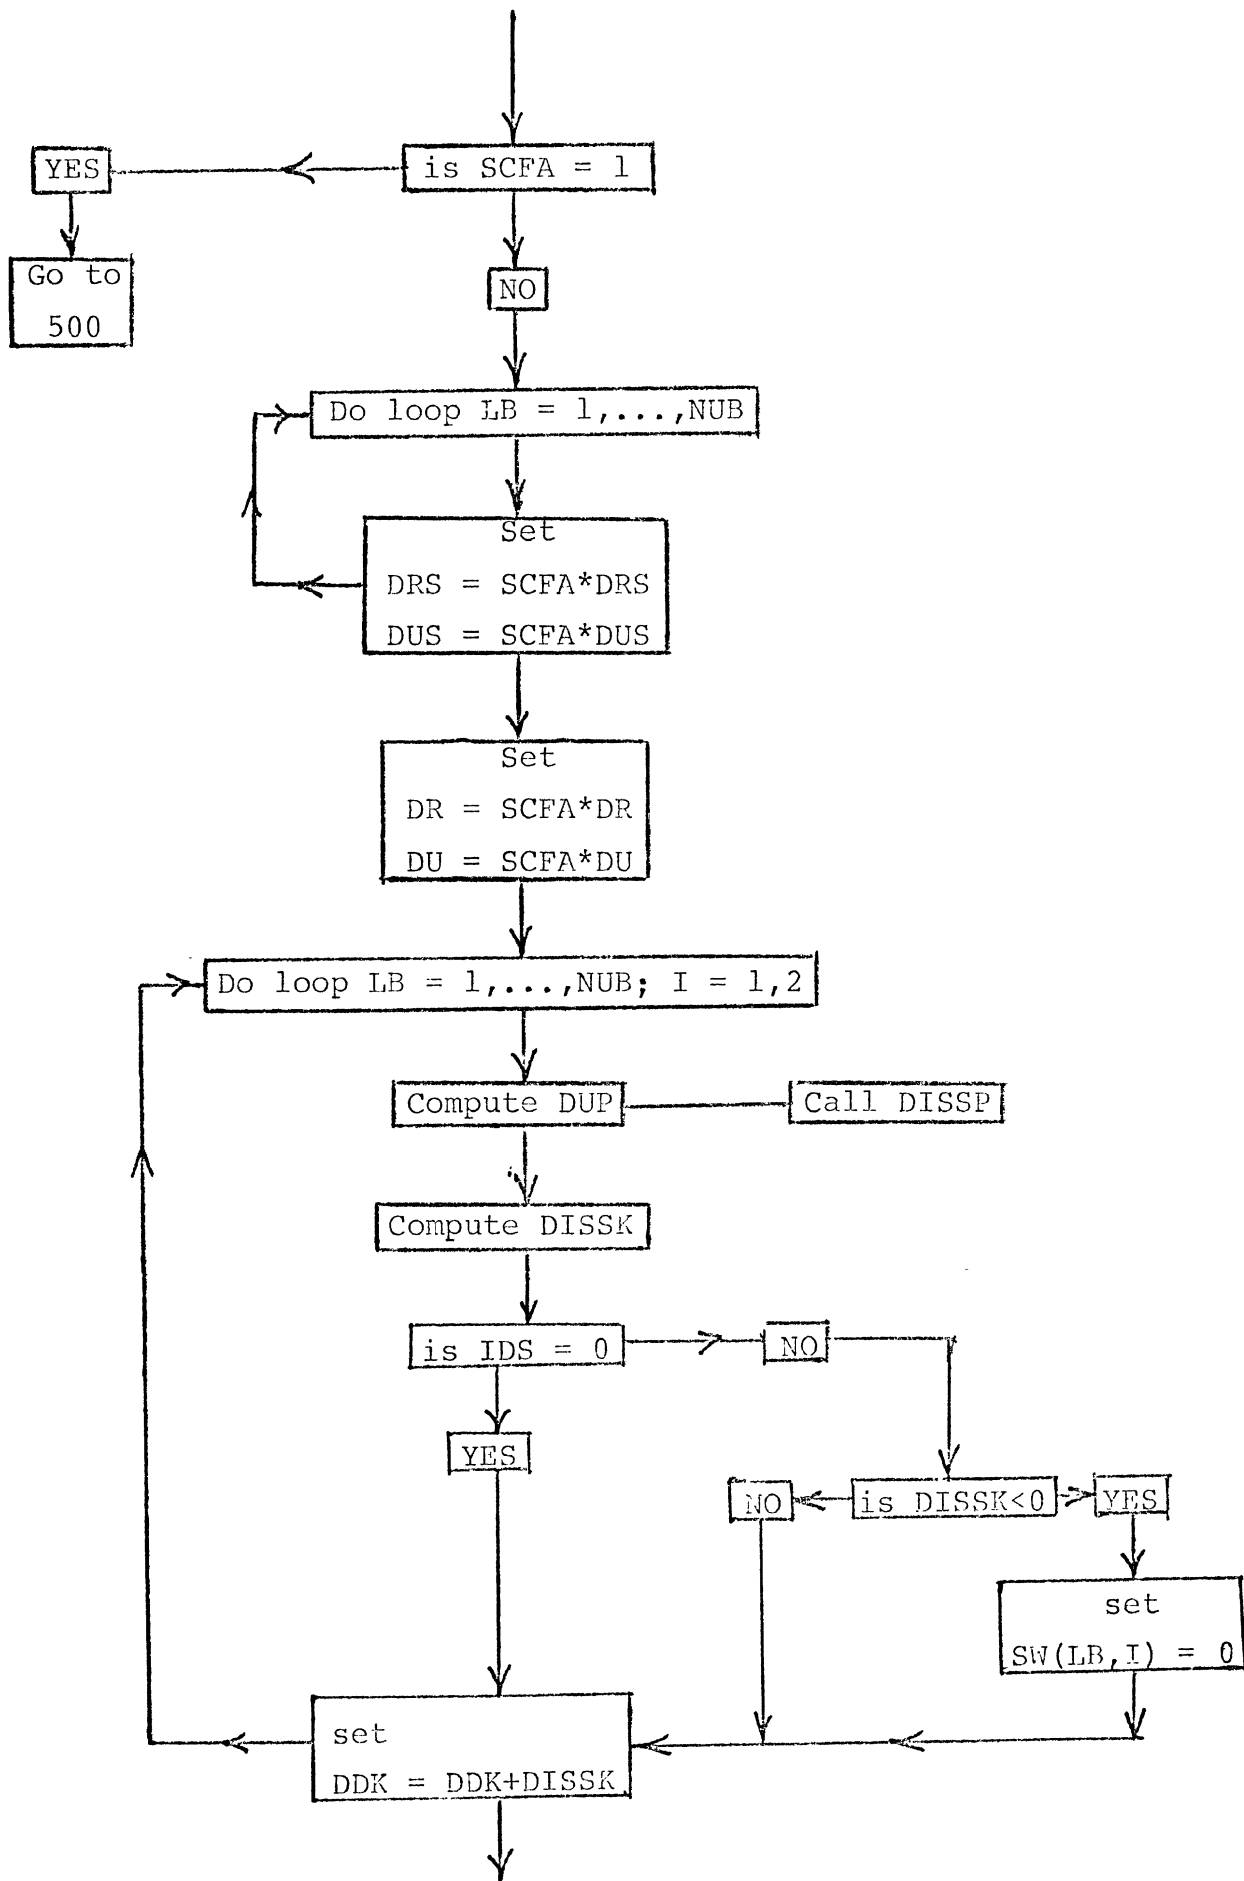 is SCFA = 1
YES
Go to
500
NO
Do loop LB = 1,...,NUB
Set
DRS = SCFA*DRS
DUS = SCFA*DUS
Set
DR = SCFA*DR
DU = SCFA*DU
Do loop LB = 1,...,NUB; I = 1,2
Compute DUP
Call DISSP
Compute DISSK
is IDS = 0
NO
YES
NO
is DISSK<0
YES
set
SW(LB,I) = 0
set
DDK = DDK+DISSK